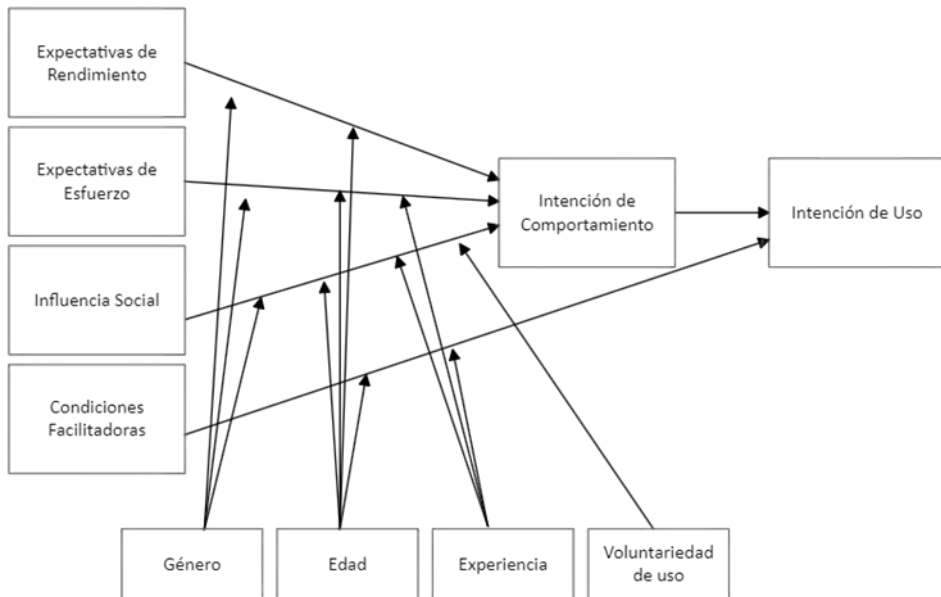 Expectativas de
Rendimiento
Expectativas de
Esfuerzo
Influencia Social
Condiciones
Facilitadoras
Intención de
Comportamiento
Intención de Uso
Género
Edad
Experiencia
Voluntariedad
de uso